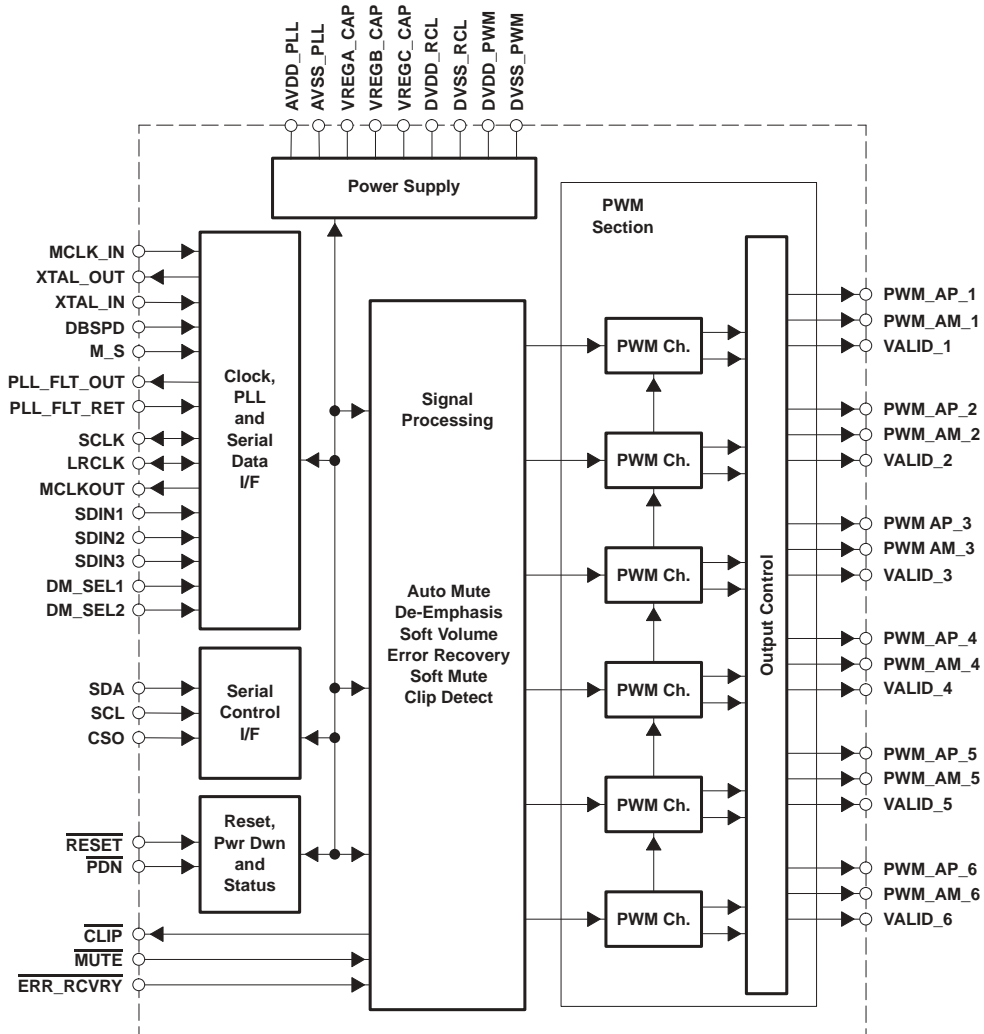 AVDD_PLL
AVSS_PLL
VREGA_CAP
VREGB_CAP
VREGC_CAP
DVDD_RCL
DVSS_RCL
DVDD_PWM
DVSS_PWM
Power Supply
PWM
Section
MCLK_IN
XTAL_OUT
XTAL_IN
DBSPD
M_S
PLL_FLT_OUT
PLL_FLT_RET
SCLK
LRCLK
MCLKOUT
SDIN1
SDIN2
SDIN3
DM_SEL1
DM_SEL2
Clock,
PLL
and
Serial
Data
I/F
SDA
SCL
CSO
Serial
Control
I/F
RESET
PDN
Reset,
Pwr Dwn
and
Status
CLIP
MUTE
ERR_RCVRY
Signal
Processing
Auto Mute
De-Emphasis
Soft Volume
Error Recovery
Soft Mute
Clip Detect
PWM Ch.
PWM Ch.
PWM Ch.
PWM Ch.
PWM Ch.
PWM Ch.
Output Control
PWM_AP_1
PWM_AM_1
VALID_1
PWM_AP_2
PWM_AM_2
VALID_2
PWM AP_3
PWM AM_3
VALID_3
PWM_AP_4
PWM_AM_4
VALID_4
PWM_AP_5
PWM_AM_5
VALID_5
PWM_AP_6
PWM_AM_6
VALID_6